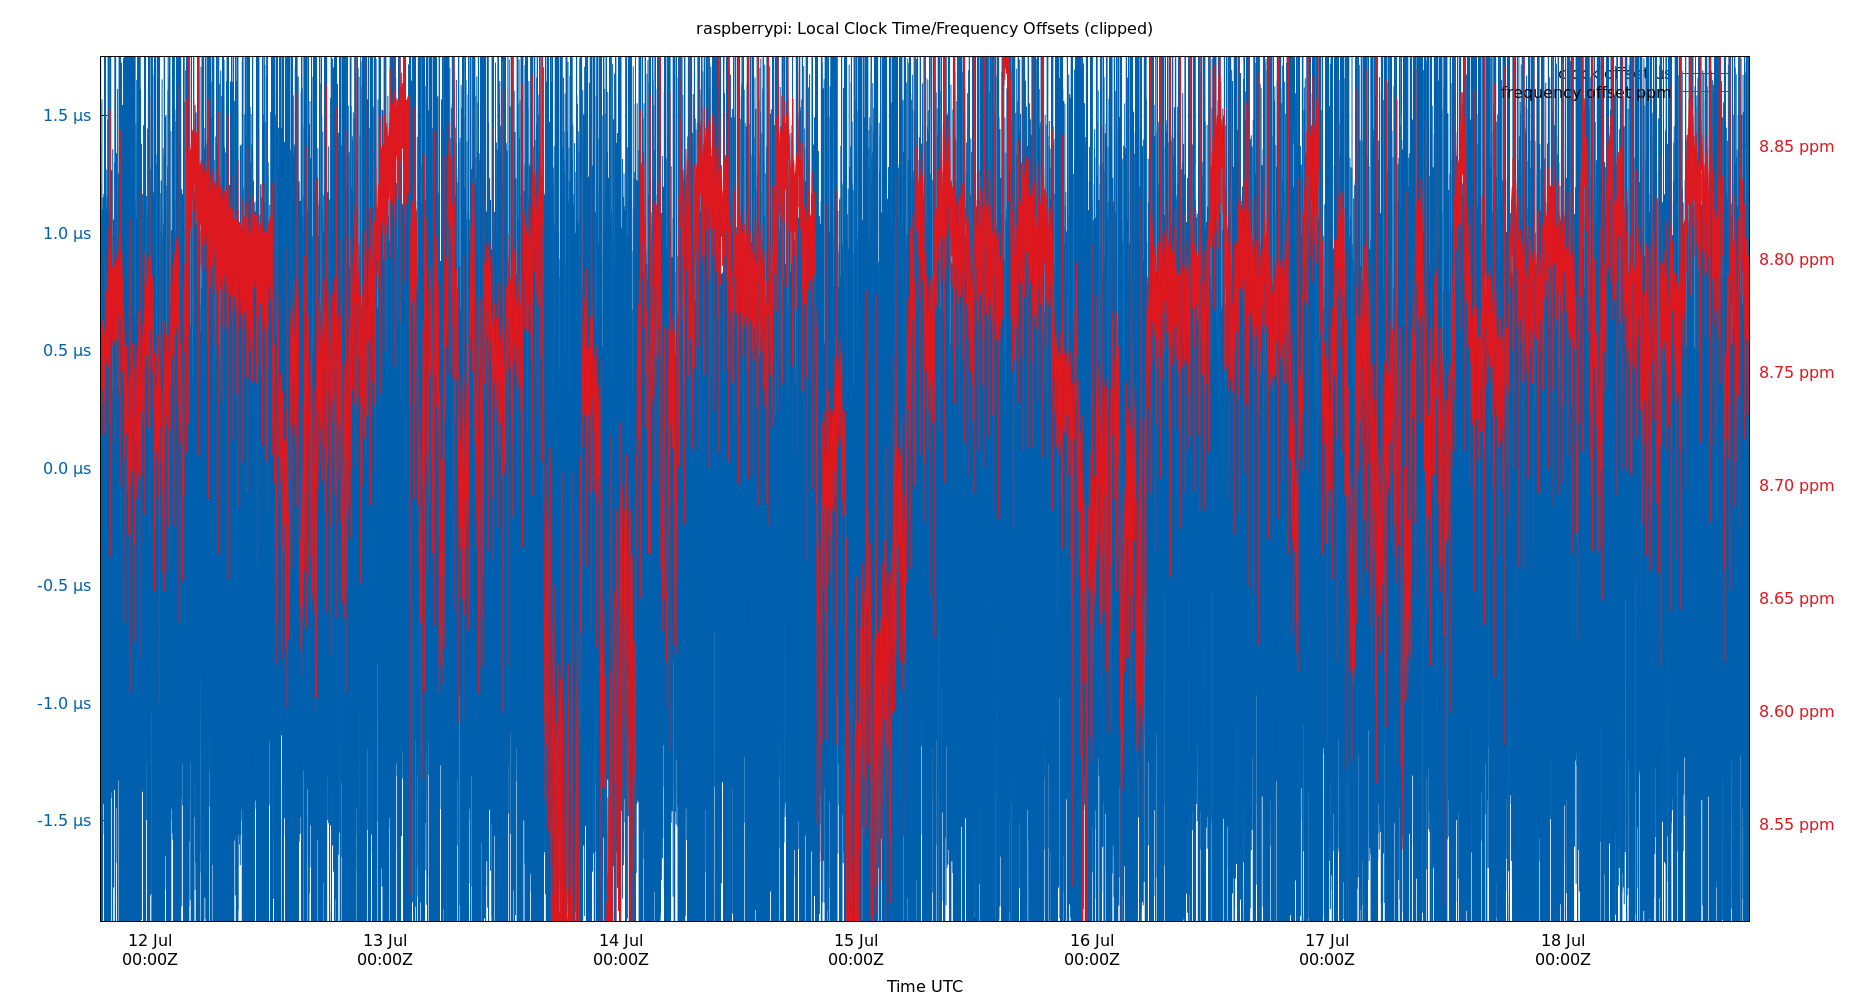 raspberrypi: Local Clock Time/Frequency Offsets (clipped)
clock offset µs
frequency offset ppm
1.5 µs
1.0 µs
0.5 µs
0.0 µs
-0.5 µs
-1.0 µs
-1.5 µs
8.85 ppm
8.80 ppm
8.75 ppm
8.70 ppm
8.65 ppm
8.60 ppm
8.55 ppm
12 Jul
00:00Z
13 Jul
00:00Z
14 Jul
00:00Z
15 Jul
00:00Z
16 Jul
00:00Z
17 Jul
00:00Z
18 Jul
00:00Z
Time UTC